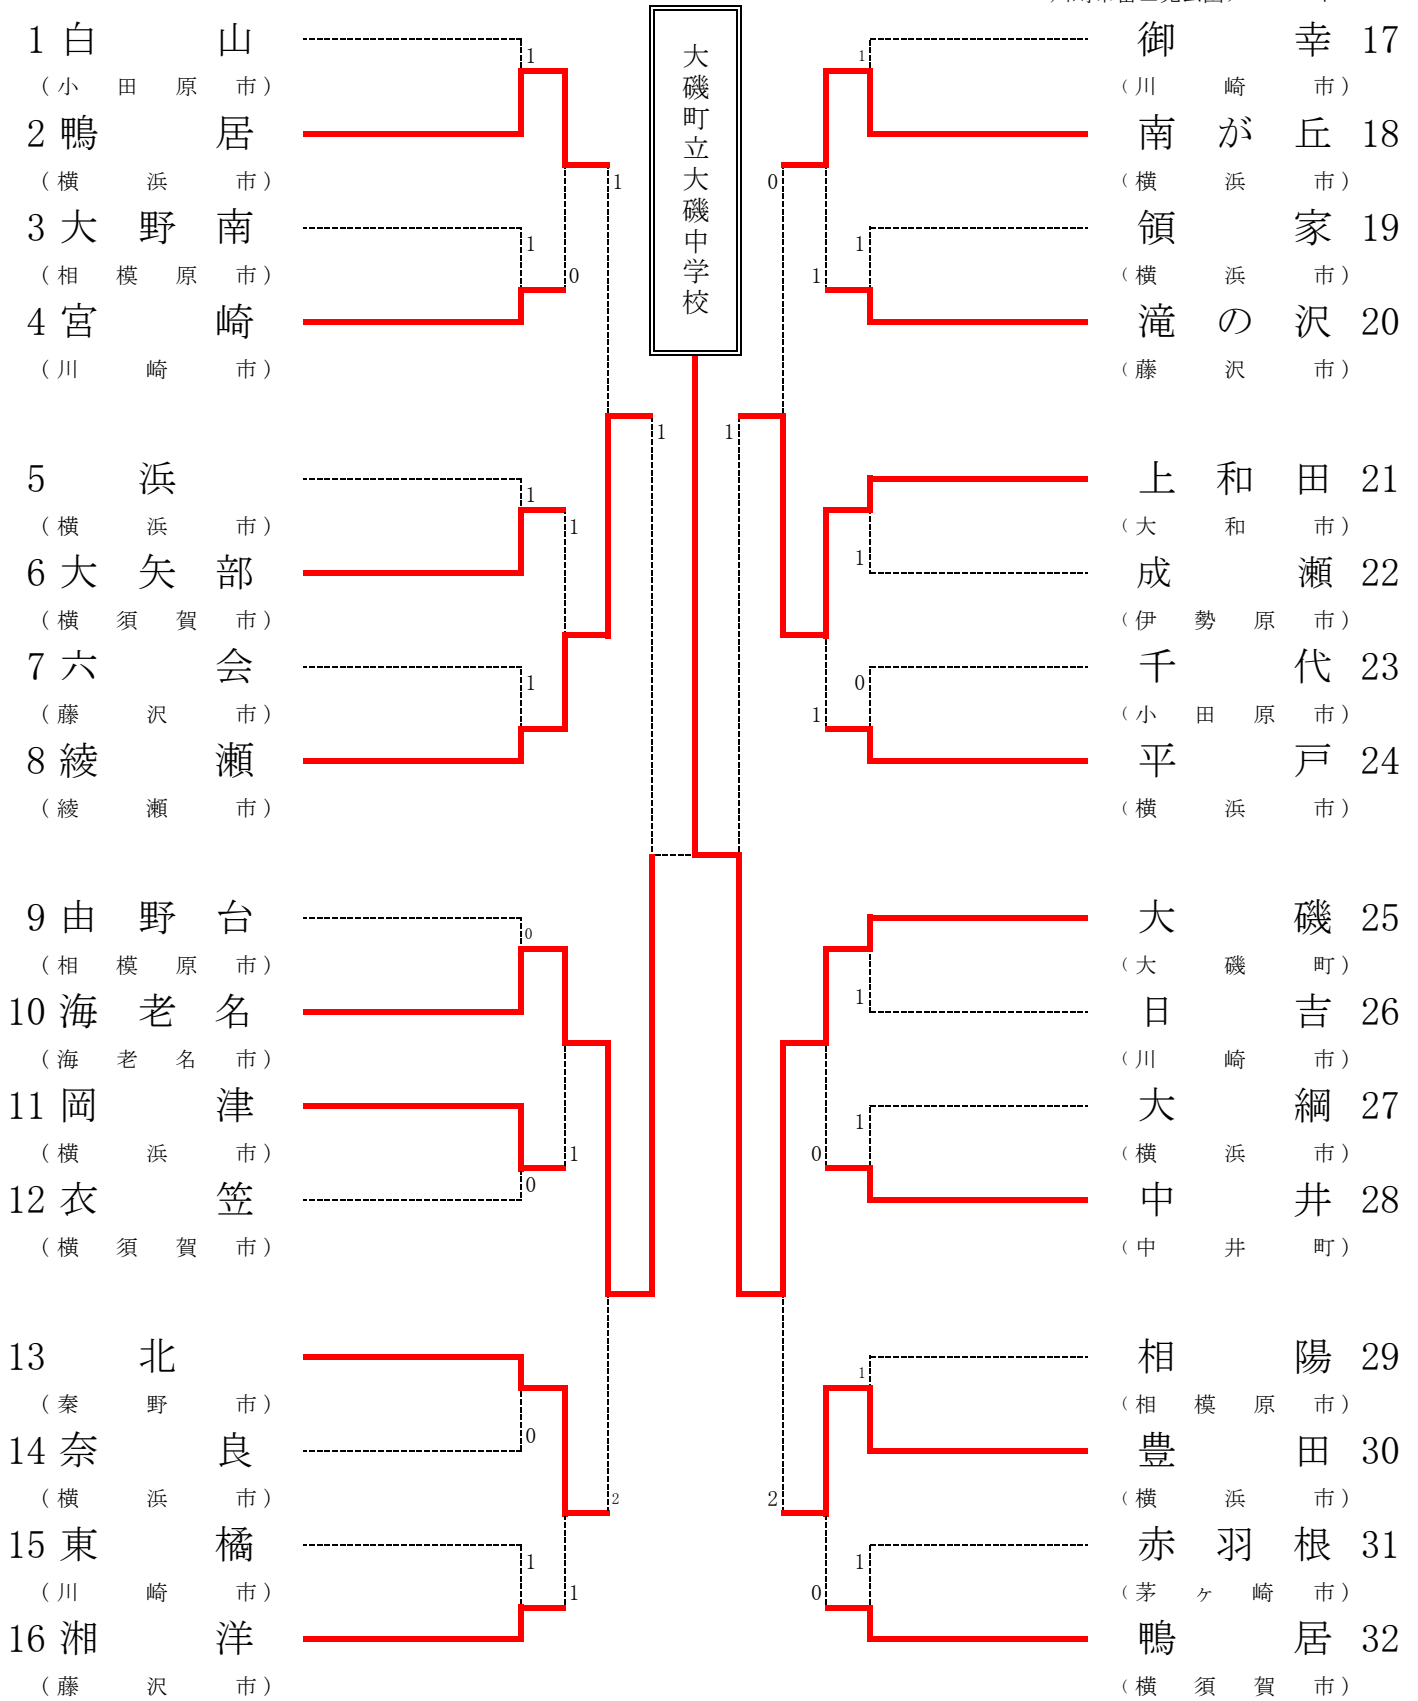 1 白山
（小田原市）
2 鴨居
（横浜市）
3 大野南
（相模原市）
4 宮崎
（川崎市）
5 浜
（横浜市）
6 大矢部
（横須賀市）
7 六会
（藤沢市）
8 綾瀬
（綾瀬市）
9 由野台
（相模原市）
10 海老名
（海老名市）
11 岡津
（横浜市）
12 衣笠
（横須賀市）
13 北
（秦野市）
14 奈良
（横浜市）
15 東橘
（川崎市）
16 湘洋
（藤沢市）
1
1
1
1
0
1
0
0
1
1
0
1
1
1
1
2
1
大磯町立大磯中学校
1
0
2
1
1
0
0
1
1
1
0
1
1
1
1
御幸 17
（川崎市）
南が丘 18
（横浜市）
領家 19
（横浜市）
滝の沢 20
（藤沢市）
上和田 21
（大和市）
成瀬 22
（伊勢原市）
千代 23
（小田原市）
平戸 24
（横浜市）
大磯 25
（大磯町）
日吉 26
（川崎市）
大綱 27
（横浜市）
中井 28
（中井町）
相陽 29
（相模原市）
豊田 30
（横浜市）
赤羽根 31
（茅ヶ崎市）
鴨居 32
（横須賀市）